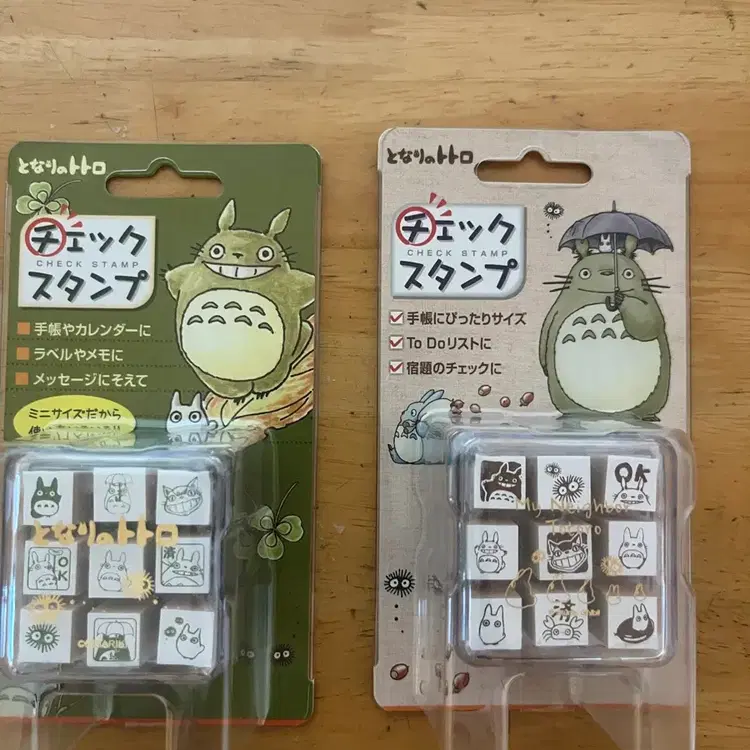 となりのトトロ
チェック
CHECK STAMP
スタンプ
手帳やカレンダーに
ラベルやメモに
メッセージにそえて
ミニサイズだから
となりのトトロ
OK
済
となりのトトロ
チェック
CHECK STAMP
スタンプ
手帳にぴったりサイズ
To Doリストに
宿題のチェックに
OK
My Neighbor
Totoro
済